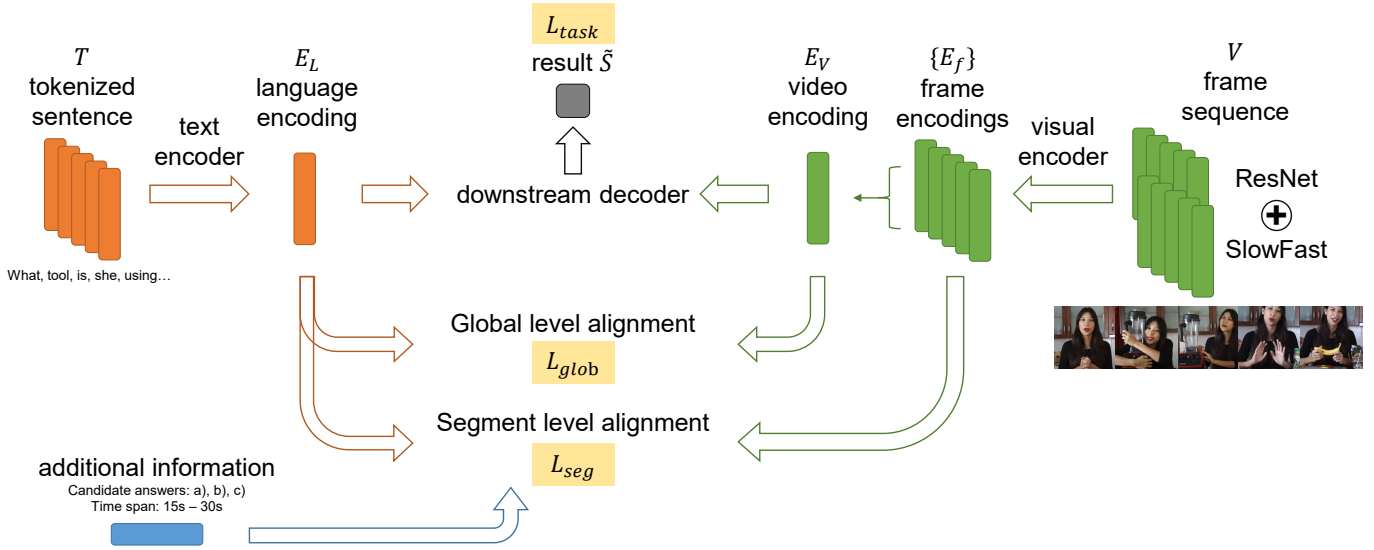 T
tokenized
sentence
What, tool, is, she, using…
text
encoder
E_L
language
encoding
L_task
result S̃
downstream decoder
E_V
video
encoding
{E_f}
frame
encodings
visual
encoder
V
frame
sequence
ResNet
SlowFast
Global level alignment
L_glob
Segment level alignment
L_seg
additional information
Candidate answers: a), b), c)
Time span: 15s – 30s